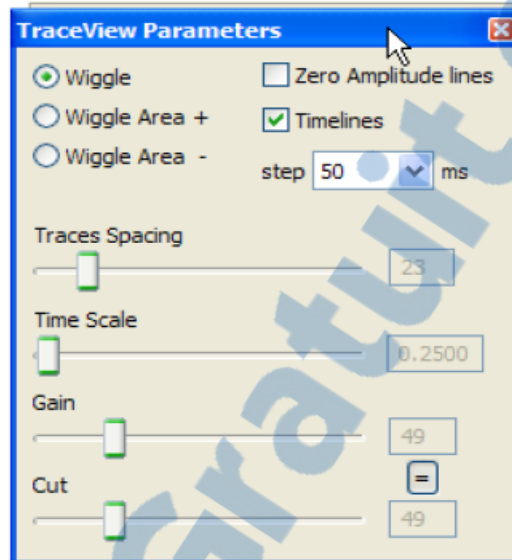 TraceView Parameters
Wiggle
Zero Amplitude lines
Wiggle Area +
Timelines
Wiggle Area -
step 50 ms
Traces Spacing
23
Time Scale
0.2500
Gain
49
=
Cut
49
Gratuit